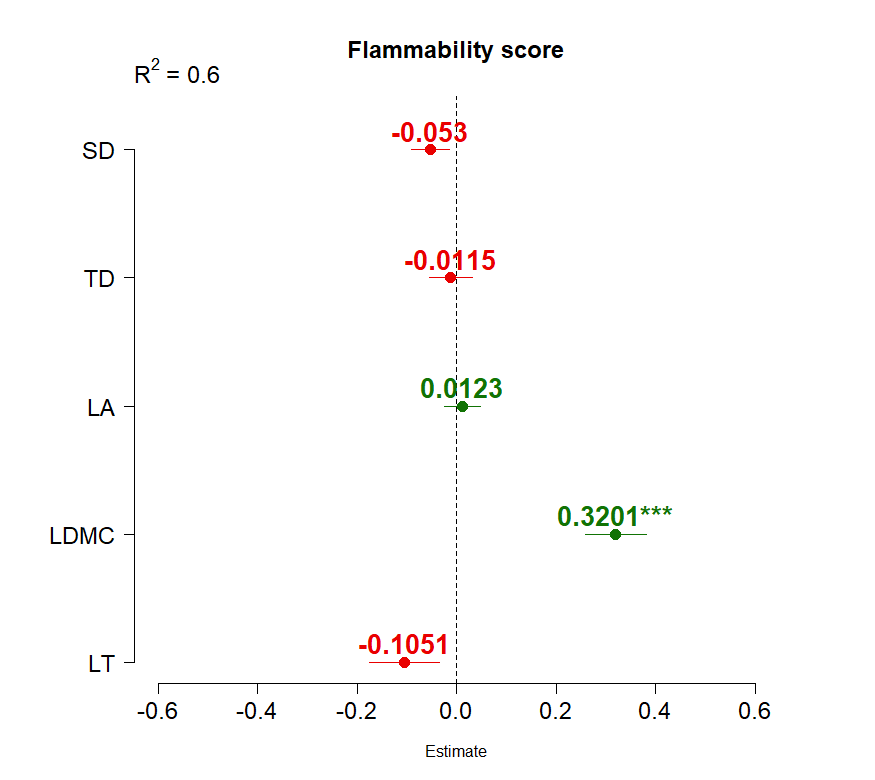 Flammability score
R² = 0.6
SD
-0.053
TD
-0.0115
LA
0.0123
LDMC
0.3201***
LT
-0.1051
-0.6 -0.4 -0.2 0.0 0.2 0.4 0.6
Estimate